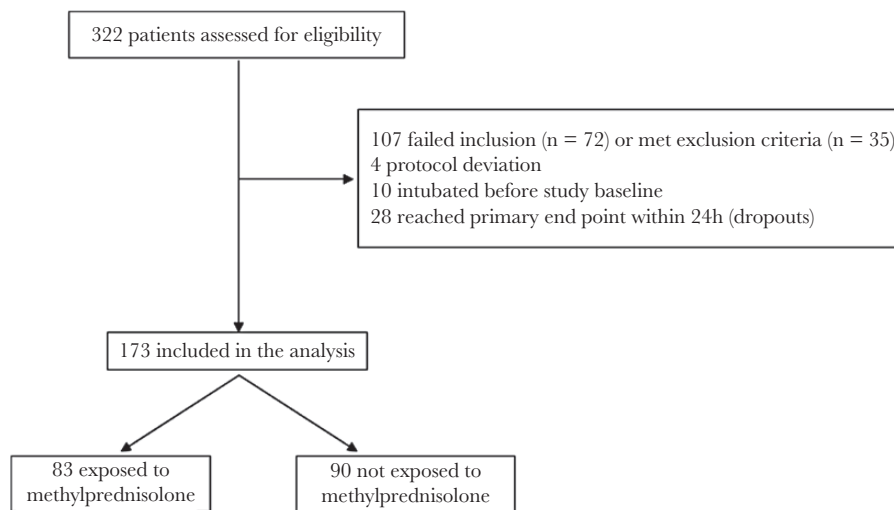 322 patients assessed for eligibility
107 failed inclusion (n = 72) or met exclusion criteria (n = 35)
4 protocol deviation
10 intubated before study baseline
28 reached primary end point within 24h (dropouts)
173 included in the analysis
83 exposed to
methylprednisolone
90 not exposed to
methylprednisolone